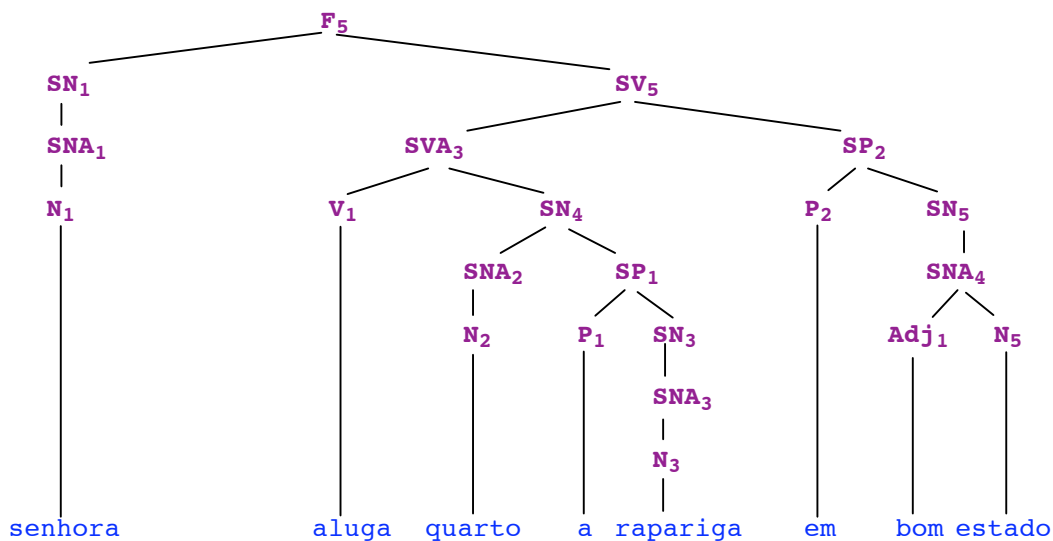 F₅
SN₁ SV₅
SNA₁ SVA₃ SP₂
N₁ V₁ SN₄ P₂ SN₅
SNA₂ SP₁ SNA₄
N₂ P₁ SN₃ Adj₁ N₅
SNA₃
N₃
senhora aluga quarto a rapariga em bom estado